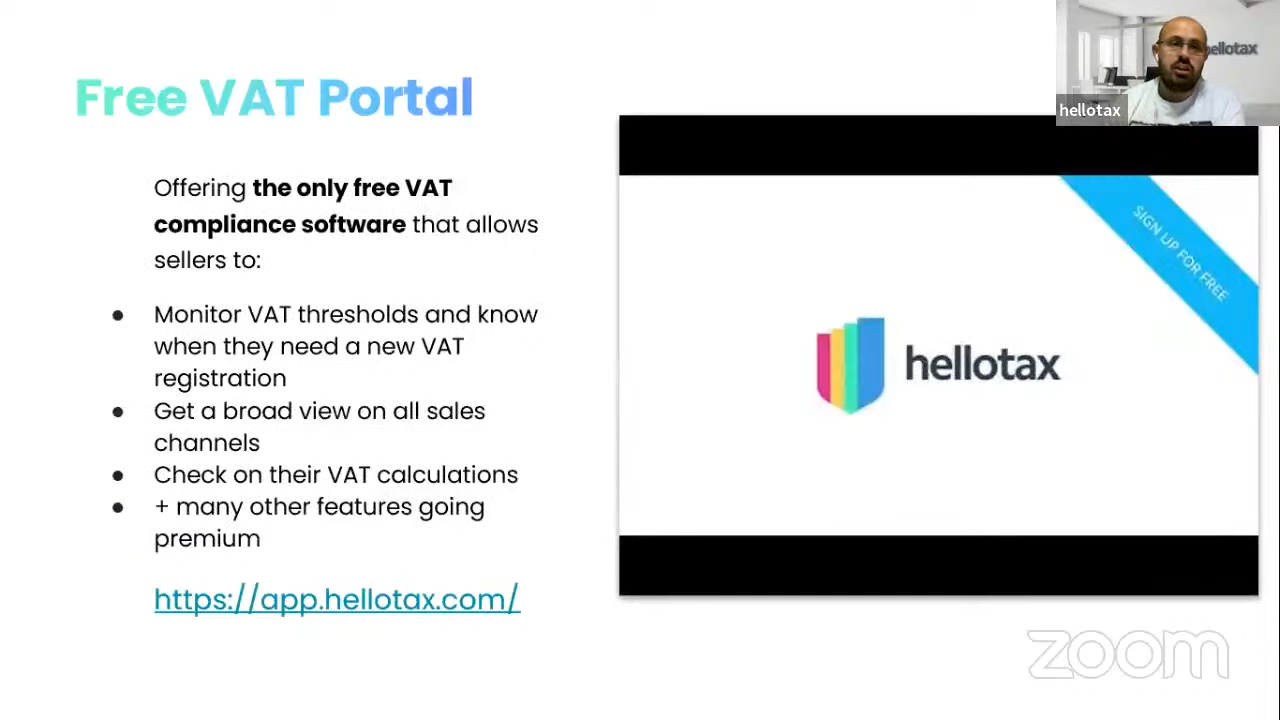 Free VAT Portal
Offering the only free VAT
compliance software that allows
sellers to:
● Monitor VAT thresholds and know
when they need a new VAT
registration
● Get a broad view on all sales
channels
● Check on their VAT calculations
● + many other features going
premium
https://app.hellotax.com/
hellotax
hellotax
SIGN UP FOR FREE
hellotax
zoom